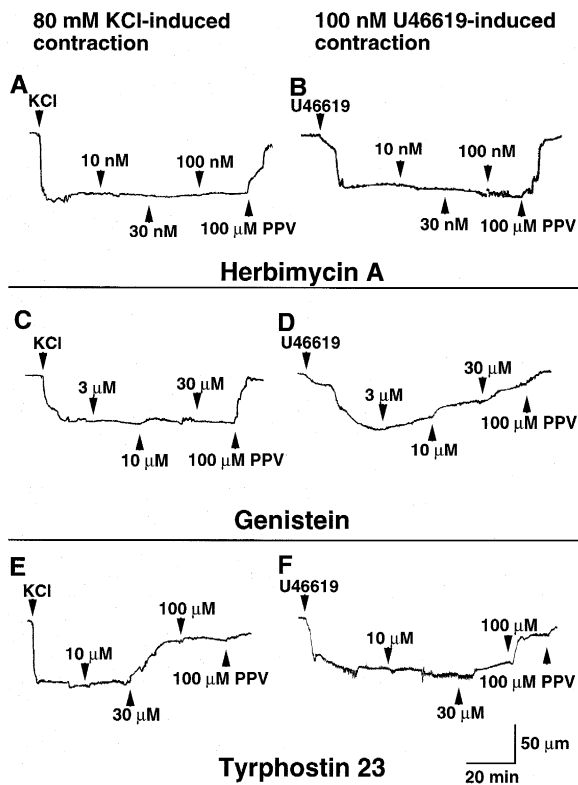 80 mM KCl-induced contraction
100 nM U46619-induced contraction
A
KCl
10 nM
100 nM
30 nM
100 μM PPV
B
U46619
10 nM
100 nM
30 nM
100 μM PPV
Herbimycin A
C
KCl
3 μM
30 μM
10 μM
100 μM PPV
D
U46619
3 μM
30 μM
10 μM
100 μM PPV
Genistein
E
KCl
10 μM
100 μM
30 μM
100 μM PPV
F
U46619
10 μM
100 μM
30 μM
100 μM PPV
50 μm
20 min
Tyrphostin 23